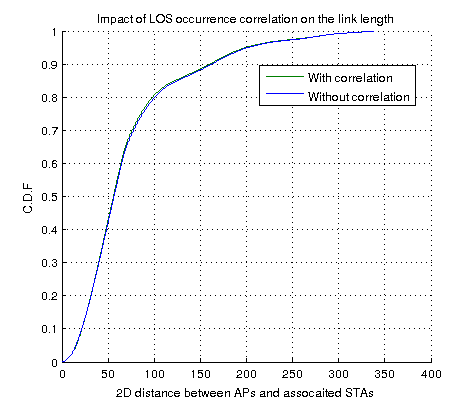 Impact of LOS occurrence correlation on the link length
1
0.9
0.8
0.7
0.6
0.5
0.4
0.3
0.2
0.1
0
C.D.F
With correlation
Without correlation
0 50 100 150 200 250 300 350 400
2D distance between APs and assocaited STAs